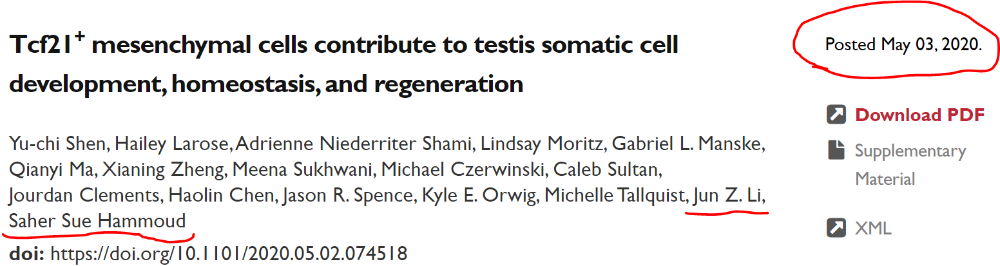 Tcf21+ mesenchymal cells contribute to testis somatic cell
development, homeostasis, and regeneration
Yu-chi Shen, Hailey Larose, Adrienne Niederriter Shami, Lindsay Moritz, Gabriel L. Manske,
Qianyi Ma, Xianing Zheng, Meena Sukhwani, Michael Czerwinski, Caleb Sultan,
Jourdan Clements, Haolin Chen, Jason R. Spence, Kyle E. Orwig, Michelle Tallquist, Jun Z. Li,
Saher Sue Hammoud
doi: https://doi.org/10.1101/2020.05.02.074518
Posted May 03, 2020.
Download PDF
Supplementary
Material
XML